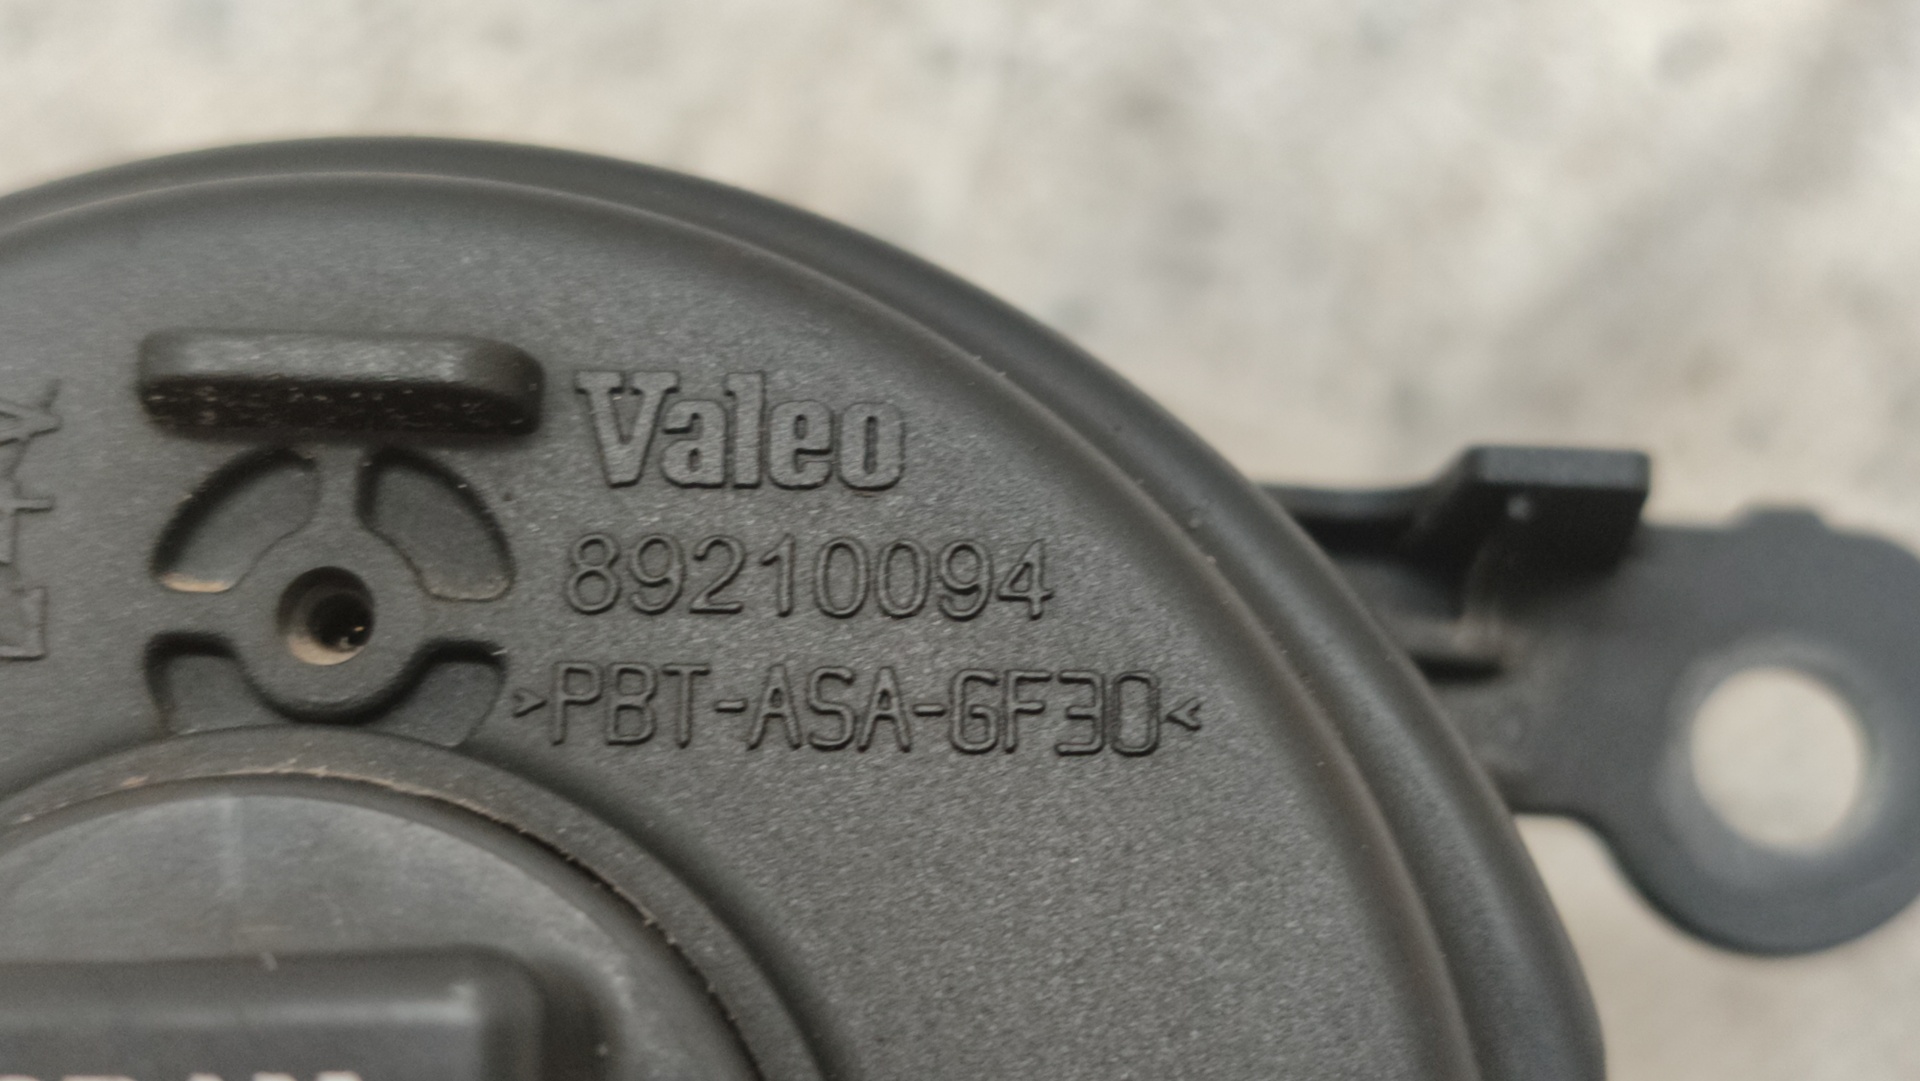 Valeo
89210094
>PBT-ASA-GF30<